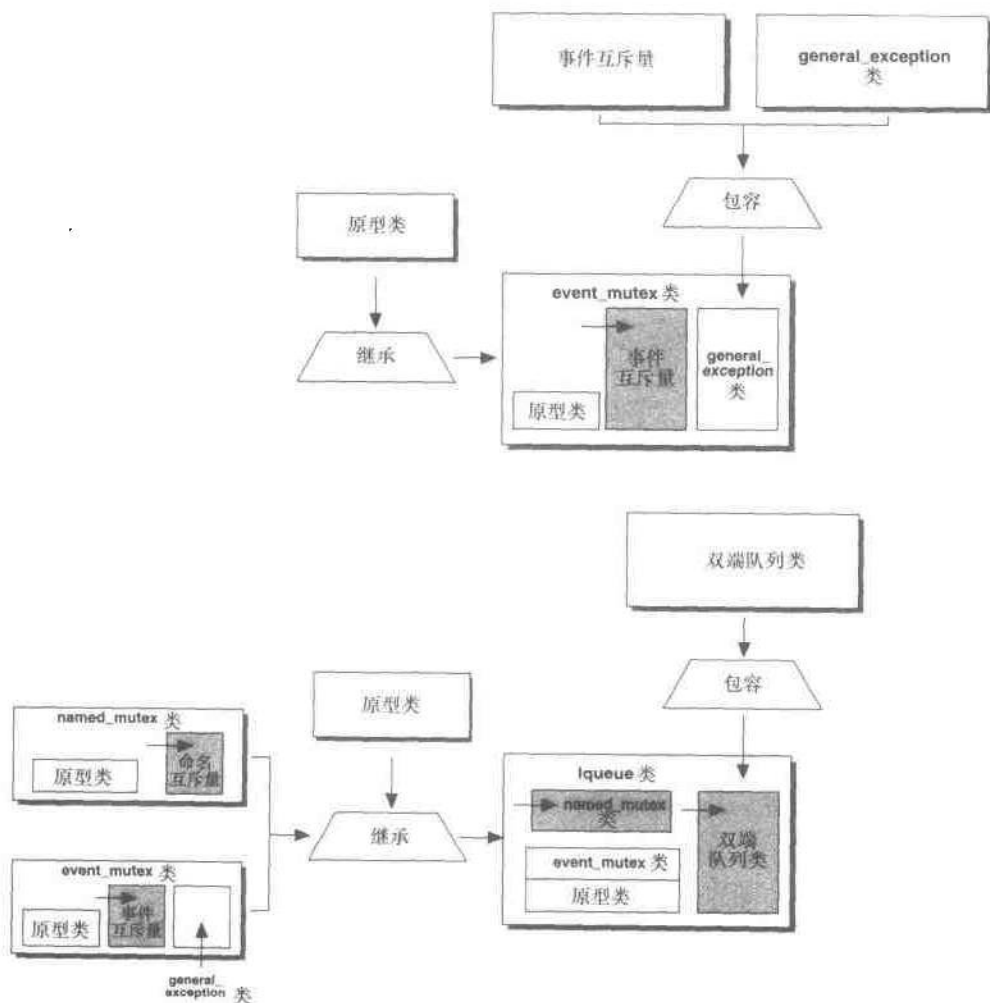 事件互斥量
general_exception
类
包容
原型类
继承
event_mutex 类
事件
互斥量
general_
exception
类
原型类
双端队列类
包容
原型类
named_mutex 类
命名
互斥量
原型类
继承
lqueue 类
named_mutex
类
双端
队列类
event_mutex 类
原型类
event_mutex 类
事件
互斥量
原型类
general_
exception 类